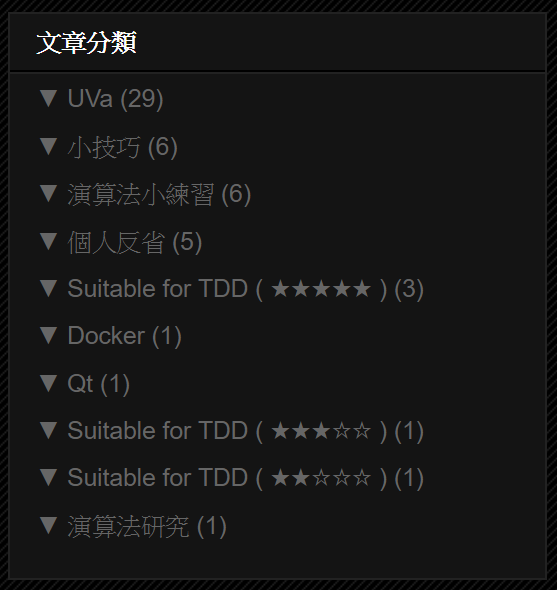 文章分類
▼ UVa (29)
▼ 小技巧 (6)
▼ 演算法小練習 (6)
▼ 個人反省 (5)
▼ Suitable for TDD ( ★★★★★ ) (3)
▼ Docker (1)
▼ Qt (1)
▼ Suitable for TDD ( ★★★☆☆ ) (1)
▼ Suitable for TDD ( ★★☆☆☆ ) (1)
▼ 演算法研究 (1)